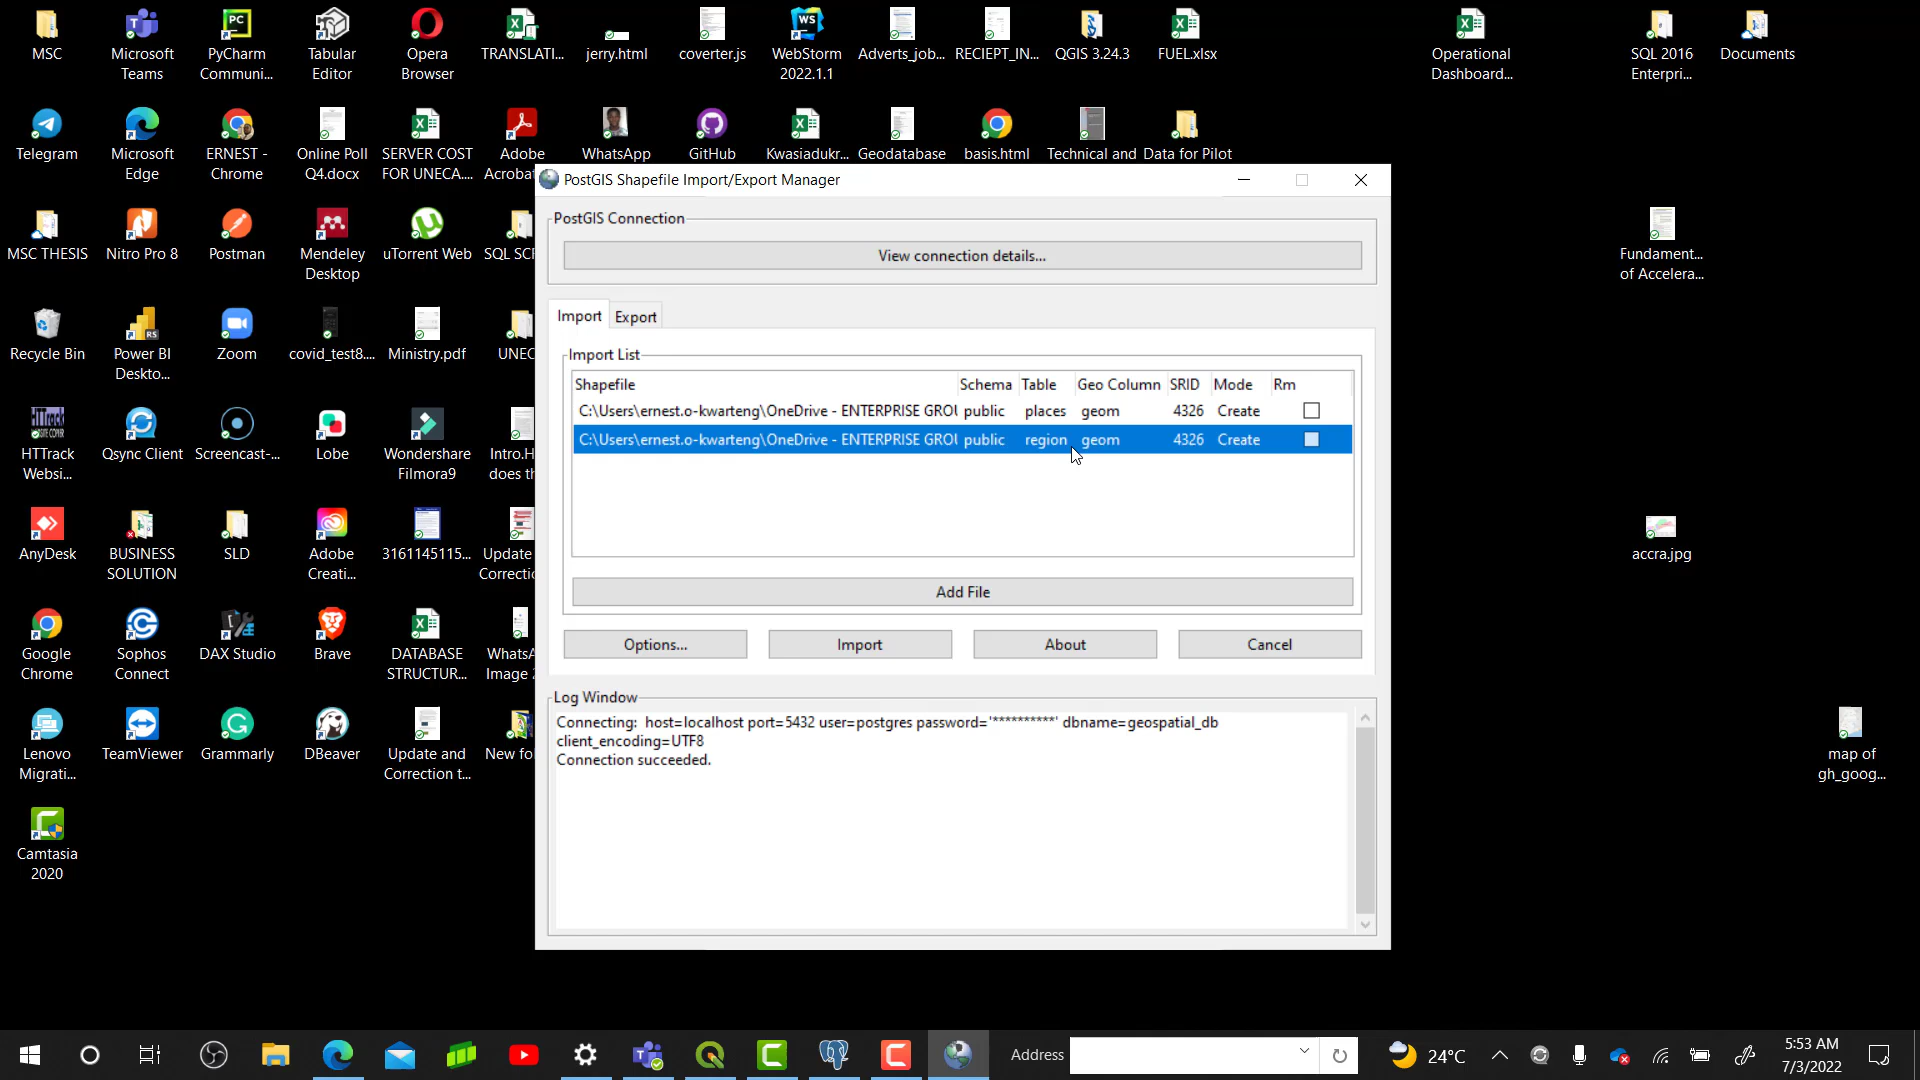 MSC
Microsoft
Teams
PyCharm
Communi...
Tabular
Editor
Opera
Browser
TRANSLATI...
jerry.html
coverter.js
WebStorm
2022.1.1
Adverts_job...
RECIEPT_IN...
QGIS 3.24.3
FUEL.xlsx
Operational
Dashboard...
SQL 2016
Enterpri...
Documents
Telegram
Microsoft
Edge
ERNEST -
Chrome
Online Poll
Q4.docx
SERVER COST
FOR UNECA....
Adobe
Acrobat
WhatsApp
GitHub
Kwasiadukr...
Geodatabase
basis.html
Technical and
Data for Pilot
MSC THESIS
Nitro Pro 8
Postman
Mendeley
Desktop
uTorrent Web
SQL SCR
Fundament...
of Accelera...
Recycle Bin
Power BI
Deskto...
Zoom
covid_test8....
Ministry.pdf
UNEC
HTTrack
Websi...
Qsync Client
Screencast-...
Lobe
Wondershare
Filmora9
Intro.H
does th
AnyDesk
BUSINESS
SOLUTION
SLD
Adobe
Creati...
3161145115...
Update
Correctio
accra.jpg
Google
Chrome
Sophos
Connect
DAX Studio
Brave
DATABASE
STRUCTUR...
WhatsA
Image 2
Lenovo
Migrati...
TeamViewer
Grammarly
DBeaver
Update and
Correction t...
New fo
map of
gh_goog...
Camtasia
2020
PostGIS Shapefile Import/Export Manager
PostGIS Connection
View connection details...
Import
Export
Import List
Shapefile Schema Table Geo Column SRID Mode Rm
C:\Users\ernest.o-kwarteng\OneDrive - ENTERPRISE GROU public places geom 4326 Create
C:\Users\ernest.o-kwarteng\OneDrive - ENTERPRISE GROU public region geom 4326 Create
Add File
Options...
Import
About
Cancel
Log Window
Connecting: host=localhost port=5432 user=postgres password='**********' dbname=geospatial_db
client_encoding=UTF8
Connection succeeded.
Address
24°C
5:53 AM
7/3/2022